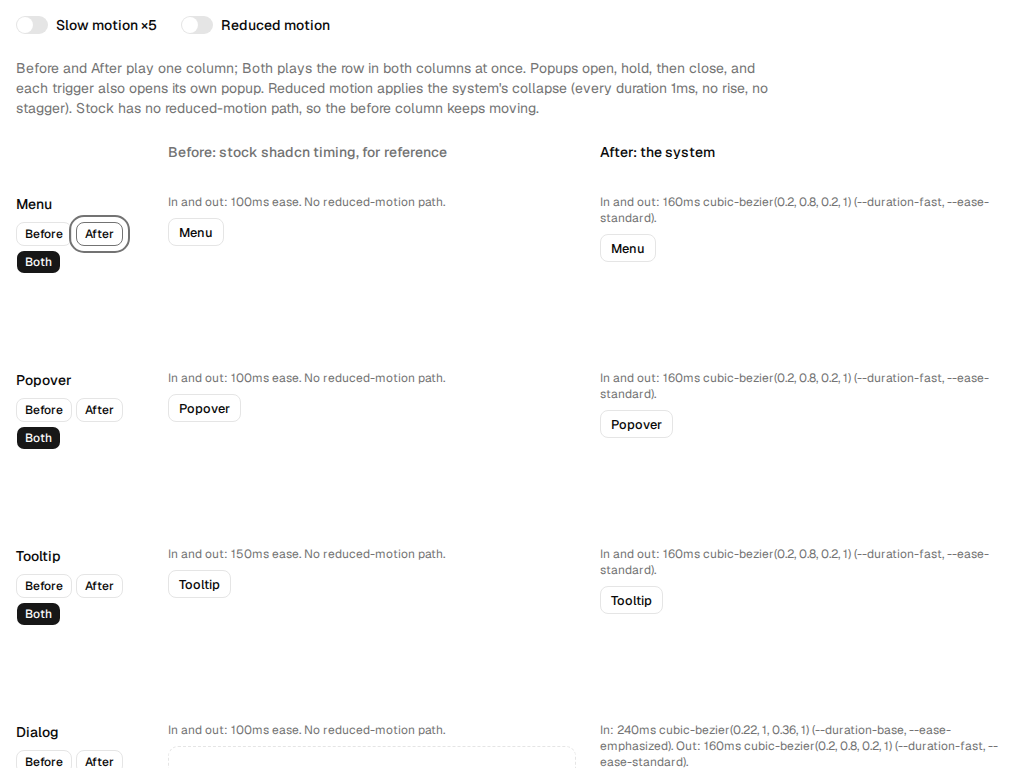 Slow motion ×5 Reduced motion
Before and After play one column; Both plays the row in both columns at once. Popups open, hold, then close, and
each trigger also opens its own popup. Reduced motion applies the system's collapse (every duration 1ms, no rise, no
stagger). Stock has no reduced-motion path, so the before column keeps moving.
Before: stock shadcn timing, for reference
After: the system
Menu
Before After
Both
In and out: 100ms ease. No reduced-motion path.
Menu
In and out: 160ms cubic-bezier(0.2, 0.8, 0.2, 1) (--duration-fast, --ease-
standard).
Menu
Popover
Before After
Both
In and out: 100ms ease. No reduced-motion path.
Popover
In and out: 160ms cubic-bezier(0.2, 0.8, 0.2, 1) (--duration-fast, --ease-
standard).
Popover
Tooltip
Before After
Both
In and out: 150ms ease. No reduced-motion path.
Tooltip
In and out: 160ms cubic-bezier(0.2, 0.8, 0.2, 1) (--duration-fast, --ease-
standard).
Tooltip
Dialog
Before After
In and out: 100ms ease. No reduced-motion path.
In: 240ms cubic-bezier(0.22, 1, 0.36, 1) (--duration-base, --ease-
emphasized). Out: 160ms cubic-bezier(0.2, 0.8, 0.2, 1) (--duration-fast, --
ease-standard).